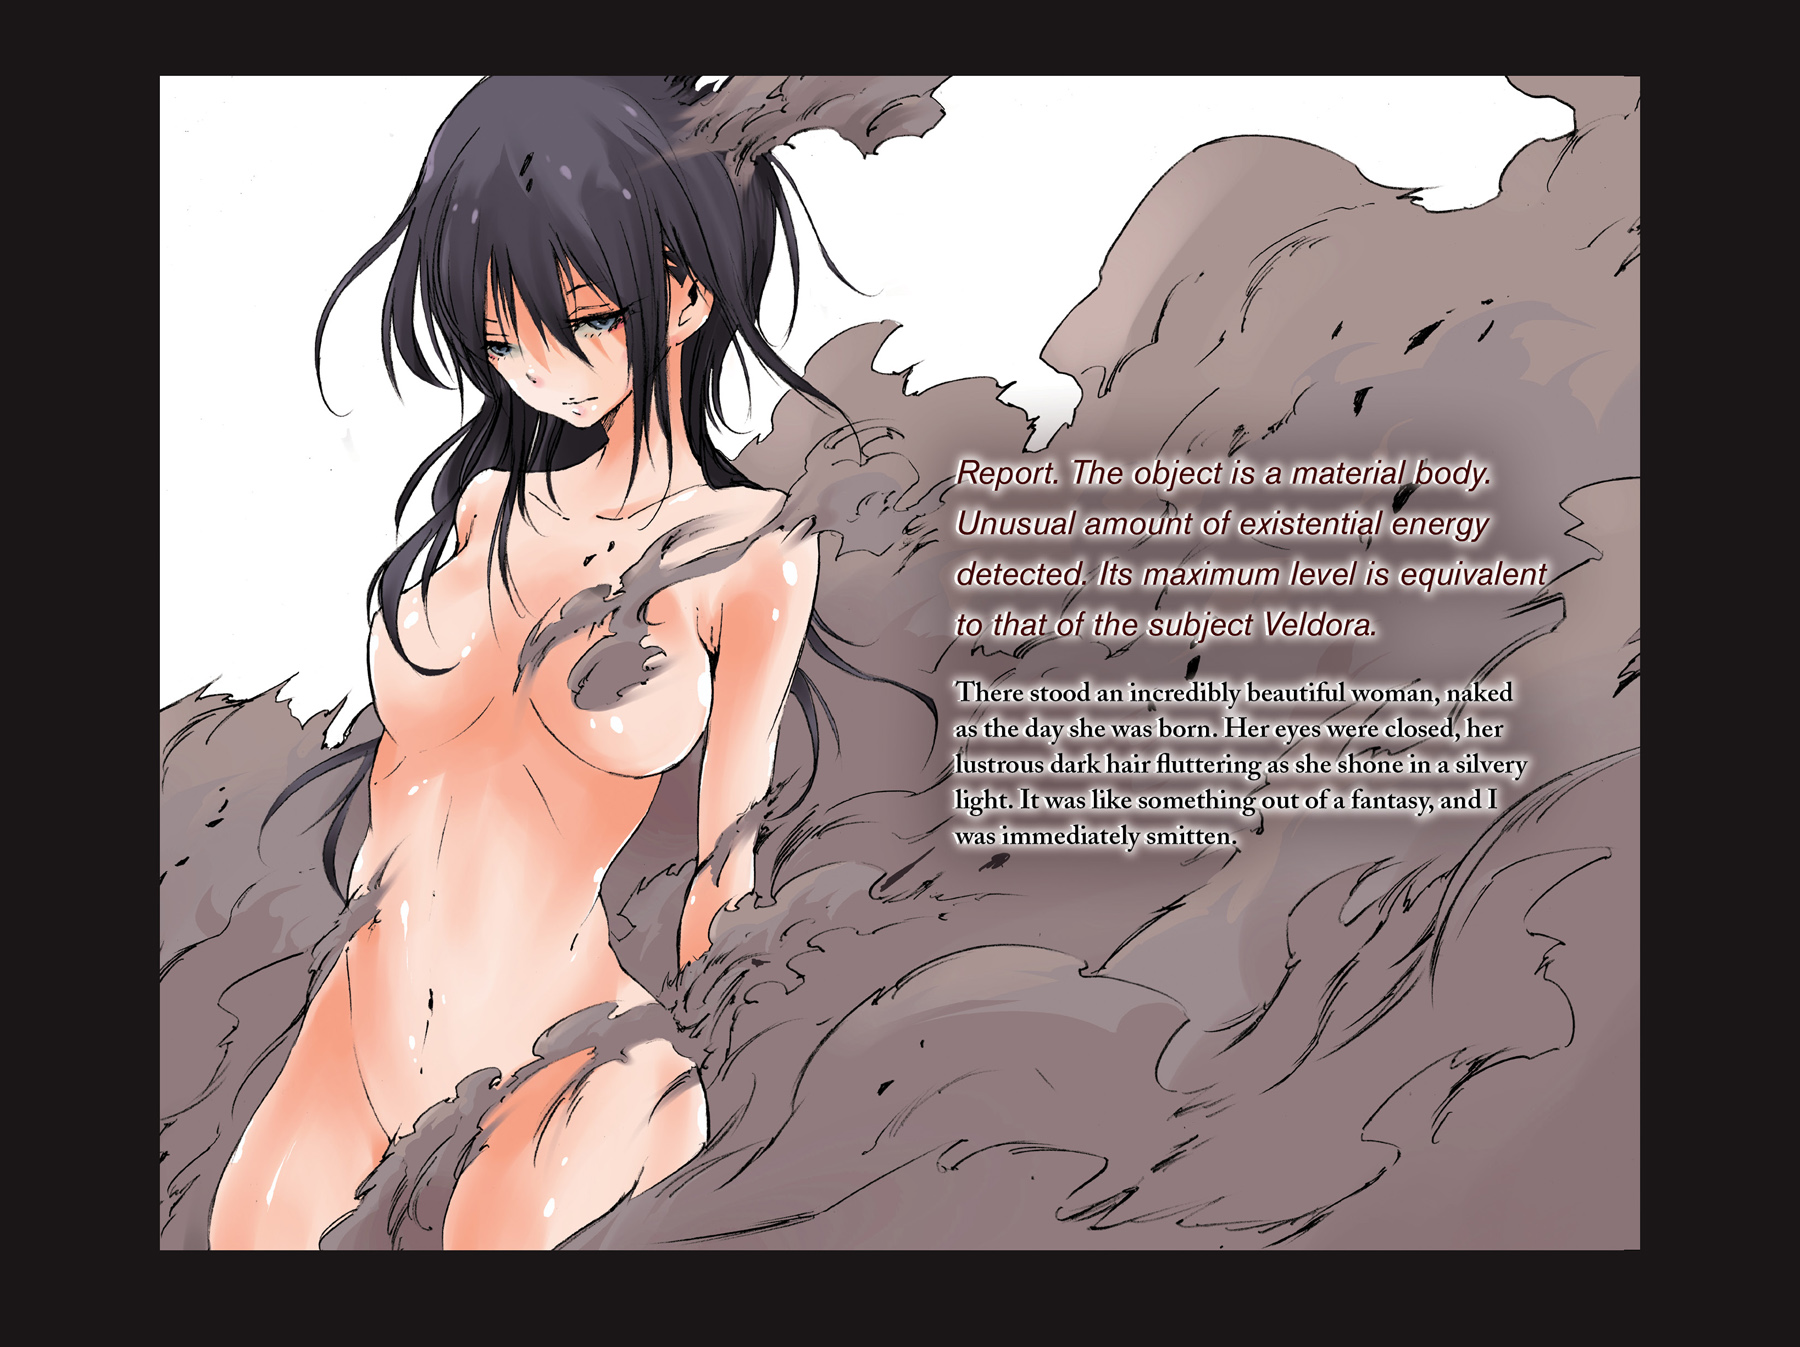 Report. The object is a material body.
Unusual amount of existential energy
detected. Its maximum level is equivalent
to that of the subject Veldora.
There stood an incredibly beautiful woman, naked
as the day she was born. Her eyes were closed, her
lustrous dark hair fluttering as she shone in a silvery
light. It was like something out of a fantasy, and I
was immediately smitten.